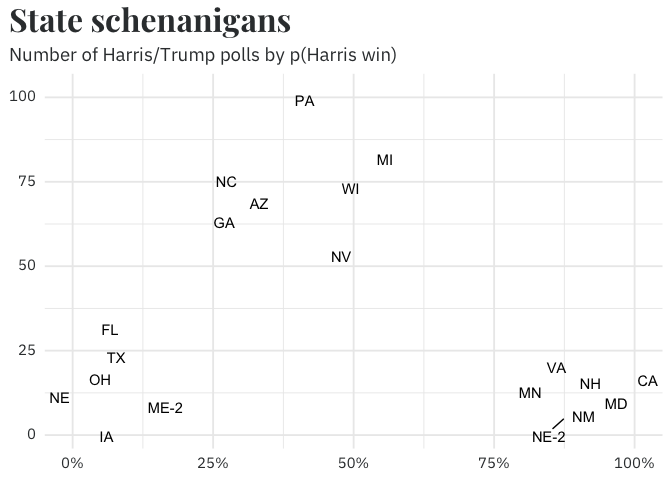 State schenanigans
Number of Harris/Trump polls by p(Harris win)
100
PA
MI
75
NC
WI
AZ
GA
NV
50
FL
25
TX
VA
OH
NH
CA
MN
NE
MD
ME-2
NM
0
IA
NE-2
0%
25%
50%
75%
100%